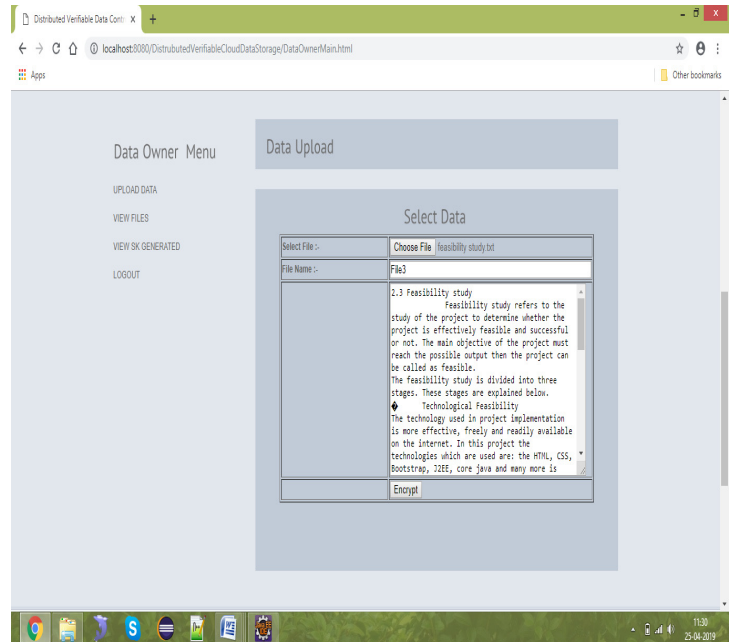 Distributed Verifiable Data Contr
localhost:8080/DistrubutedVerifiableCloudDataStorage/DataOwnerMain.html
Apps
Other bookmarks
Data Owner Menu
UPLOAD DATA
VIEW FILES
VIEW SK GENERATED
LOGOUT
Data Upload
Select Data
Select File :-
Choose File feasibility study.txt
File Name :-
File3
2.3 Feasibility study
Feasibility study refers to the
study of the project to determine whether the
project is effectively feasible and successful
or not. The main objective of the project must
reach the possible output then the project can
be called as feasible.
The feasibility study is divided into three
stages. These stages are explained below.
� Technological Feasibility
The technology used in project implementation
is more effective, freely and readily available
on the internet. In this project the
technologies which are used are: the HTML, CSS,
Bootstrap, J2EE, core java and many more is
Encrypt
11:30
25-04-2019